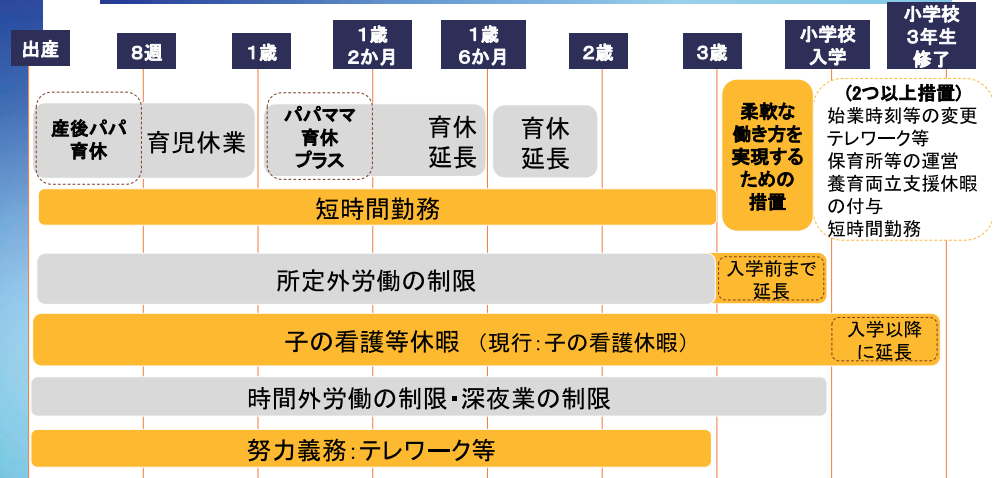 出産
8週
1歳
1歳
2か月
1歳
6か月
2歳
3歳
小学校
入学
小学校
3年生
修了
産後パパ
育休
育児休業
パパママ
育休
プラス
育休
延長
育休
延長
柔軟な
働き方を
実現する
ための
措置
(2つ以上措置)
始業時刻等の変更
テレワーク等
保育所等の運営
養育両立支援休暇
の付与
短時間勤務
短時間勤務
所定外労働の制限
入学前まで
延長
子の看護等休暇 (現行:子の看護休暇)
入学以降
に延長
時間外労働の制限・深夜業の制限
努力義務:テレワーク等